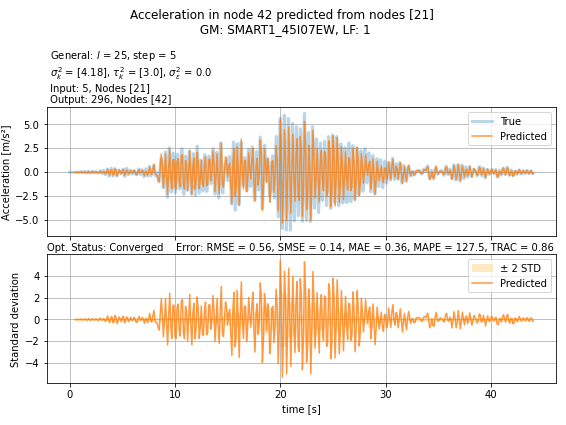 Acceleration in node 42 predicted from nodes [21]
GM: SMART1_45I07EW, LF: 1
General: l = 25, step = 5
σ²ₖ = [4.18], τ²ₖ = [3.0], σ²ε = 0.0
Input: 5, Nodes [21]
Output: 296, Nodes [42]
Acceleration [m/s²]
5.0
2.5
0.0
−2.5
−5.0
True
Predicted
Opt. Status: Converged Error: RMSE = 0.56, SMSE = 0.14, MAE = 0.36, MAPE = 127.5, TRAC = 0.86
Standard deviation
4
2
0
−2
−4
± 2 STD
Predicted
0 10 20 30 40
time [s]